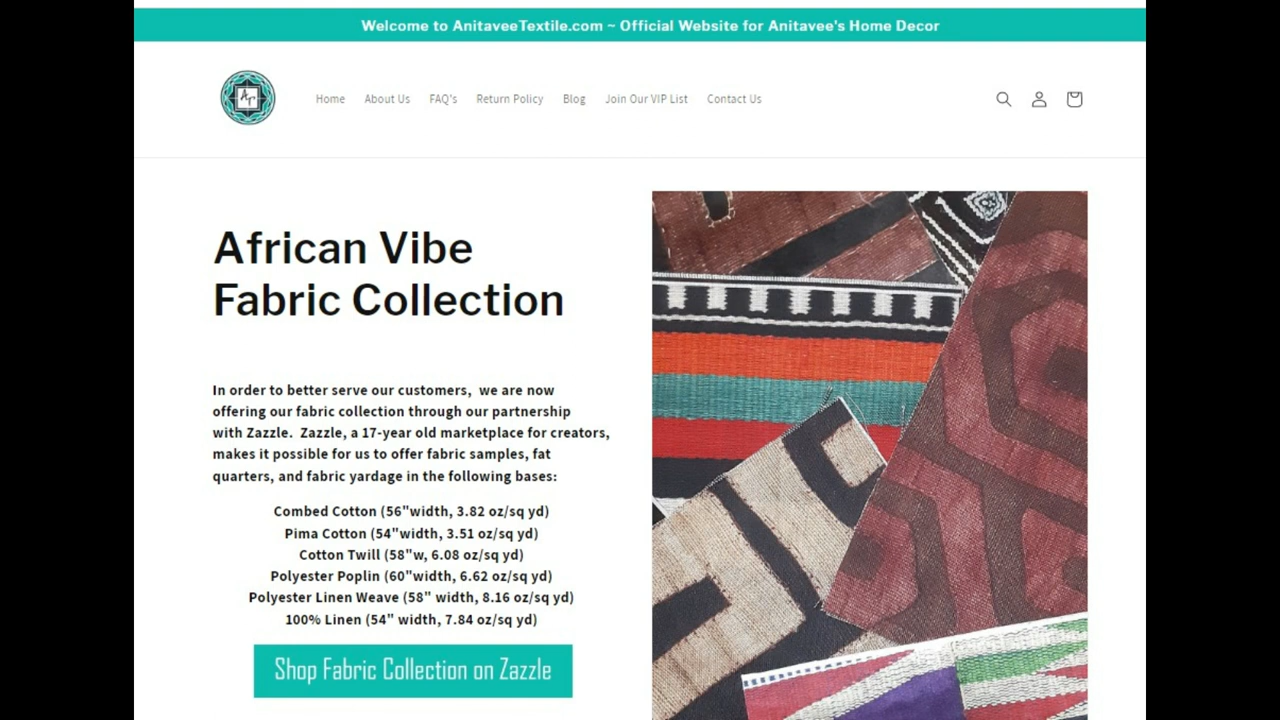 Welcome to AnitaveeTextile.com ~ Official Website for Anitavee's Home Decor
Home About Us FAQ's Return Policy Blog Join Our VIP List Contact Us
African Vibe
Fabric Collection
In order to better serve our customers,  we are now
offering our fabric collection through our partnership
with Zazzle.  Zazzle, a 17-year old marketplace for creators,
makes it possible for us to offer fabric samples, fat
quarters, and fabric yardage in the following bases:
Combed Cotton (56"width, 3.82 oz/sq yd)
Pima Cotton (54"width, 3.51 oz/sq yd)
Cotton Twill (58"w, 6.08 oz/sq yd)
Polyester Poplin (60"width, 6.62 oz/sq yd)
Polyester Linen Weave (58" width, 8.16 oz/sq yd)
100% Linen (54" width, 7.84 oz/sq yd)
Shop Fabric Collection on Zazzle